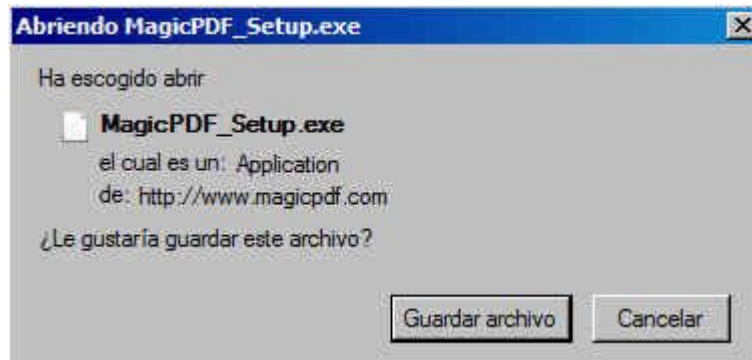 Abriendo MagicPDF_Setup.exe
Ha escogido abrir
MagicPDF_Setup.exe
el cual es un: Application
de: http://www.magicpdf.com
¿Le gustaría guardar este archivo?
Guardar archivo Cancelar